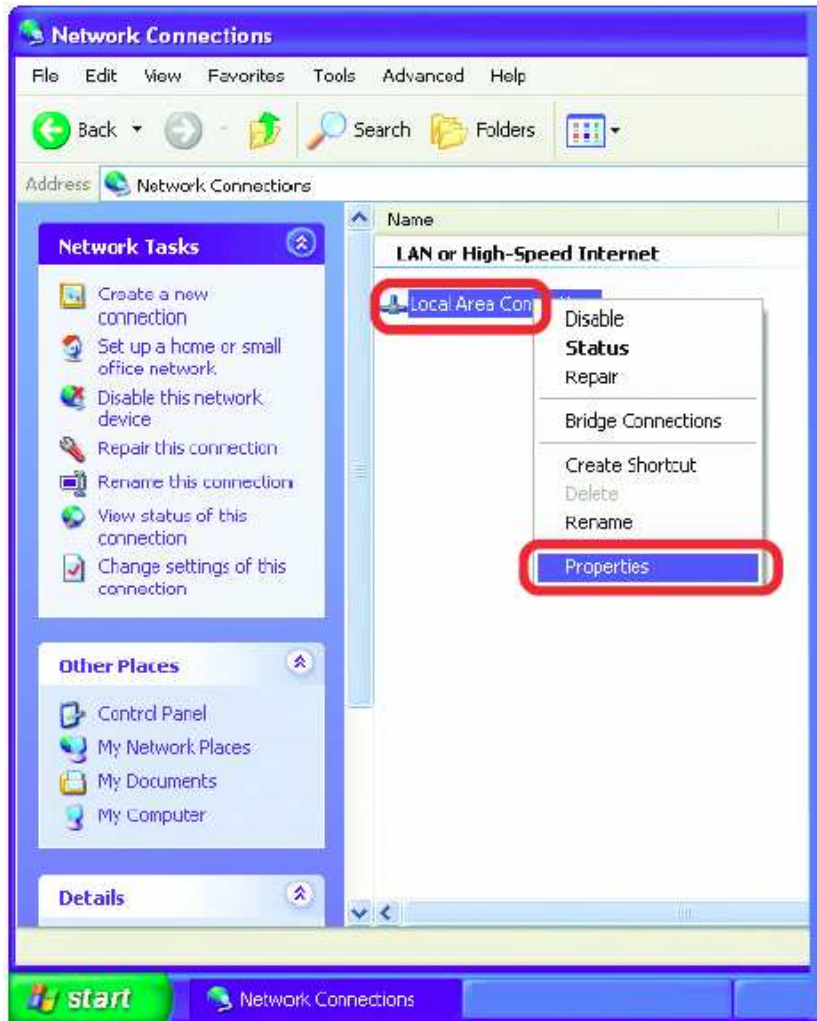 Network Connections
File Edit View Favorites Tools Advanced Help
Back Search Folders
Address Network Connections
Network Tasks
Create a new
connection
Set up a home or small
office network
Disable this network
device
Repair this connection
Rename this connection
View status of this
connection
Change settings of this
connection
Other Places
Control Panel
My Network Places
My Documents
My Computer
Details
Name
LAN or High-Speed Internet
Local Area Con
Disable
Status
Repair
Bridge Connections
Create Shortcut
Delete
Rename
Properties
start Network Connections